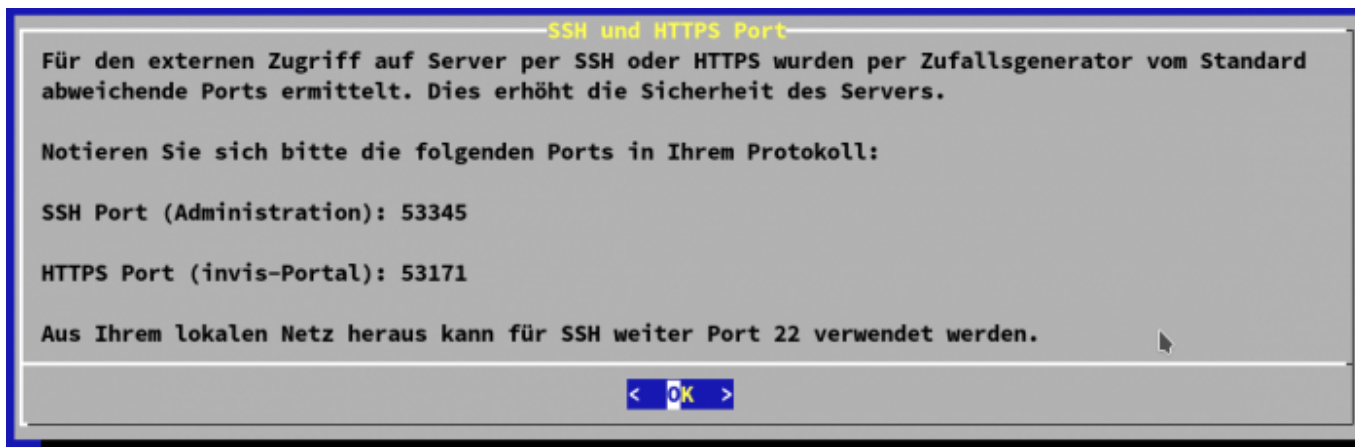 SSH und HTTPS Port
Für den externen Zugriff auf Server per SSH oder HTTPS wurden per Zufallsgenerator vom Standard
abweichende Ports ermittelt. Dies erhöht die Sicherheit des Servers.
Notieren Sie sich bitte die folgenden Ports in Ihrem Protokoll:
SSH Port (Administration): 53345
HTTPS Port (invis-Portal): 53171
Aus Ihrem lokalen Netz heraus kann für SSH weiter Port 22 verwendet werden.
< OK >